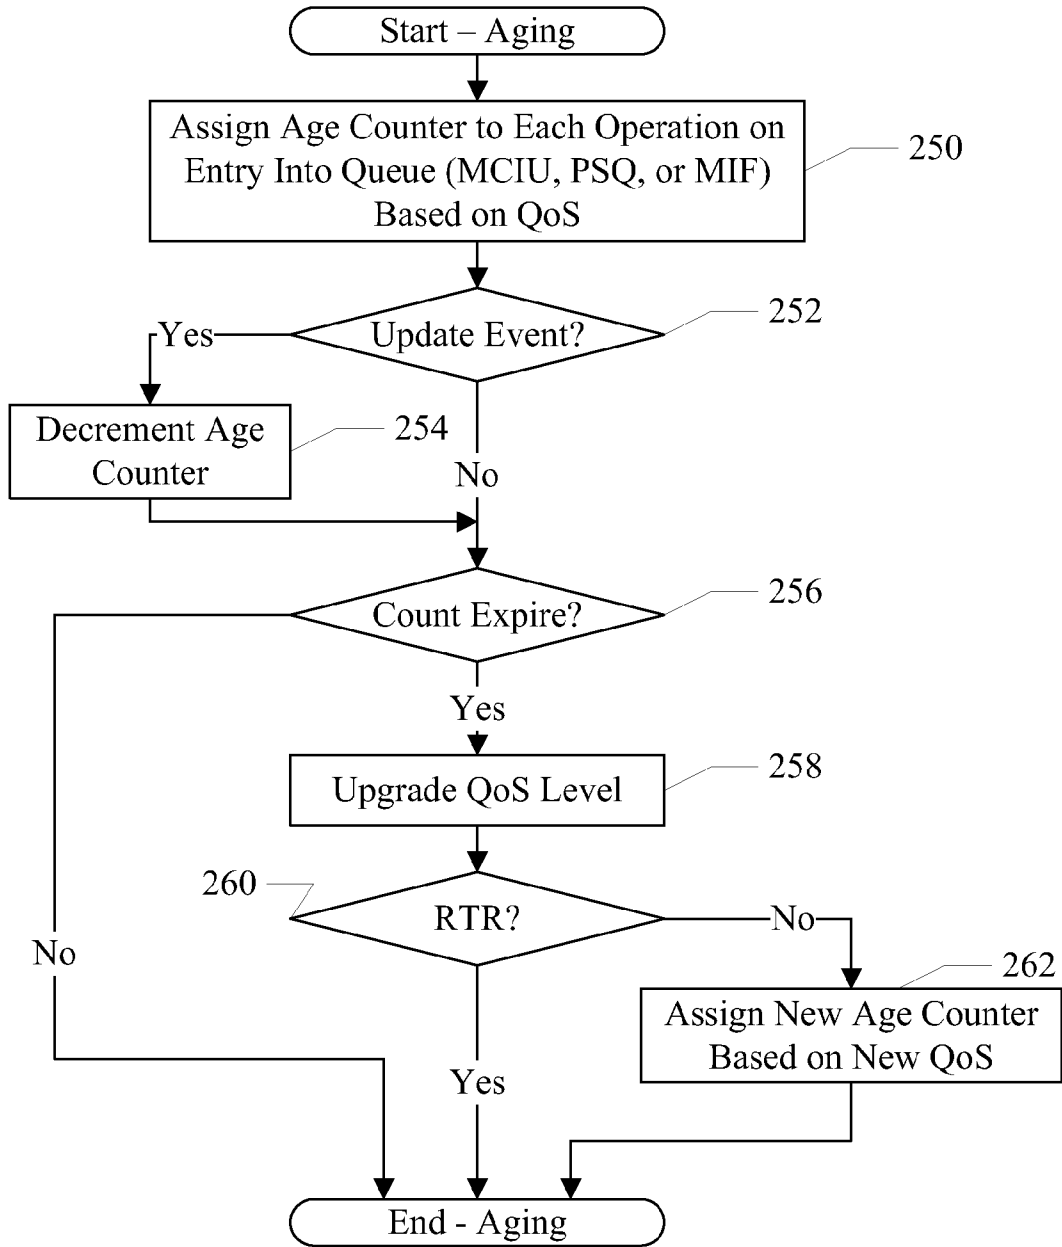 Start – Aging
Assign Age Counter to Each Operation on
Entry Into Queue (MCIU, PSQ, or MIF)
Based on QoS
250
Update Event?
252
Yes
Decrement Age
Counter
254
No
Count Expire?
256
Yes
Upgrade QoS Level
258
260
RTR?
No
No
262
Assign New Age Counter
Based on New QoS
Yes
End - Aging